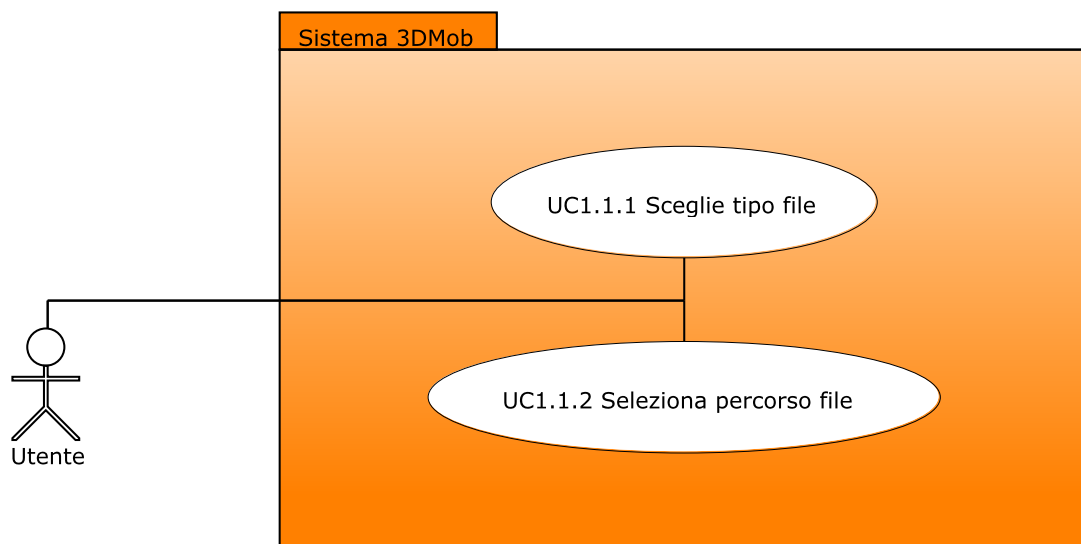 Sistema 3DMob
UC1.1.1 Sceglie tipo file
UC1.1.2 Seleziona percorso file
Utente